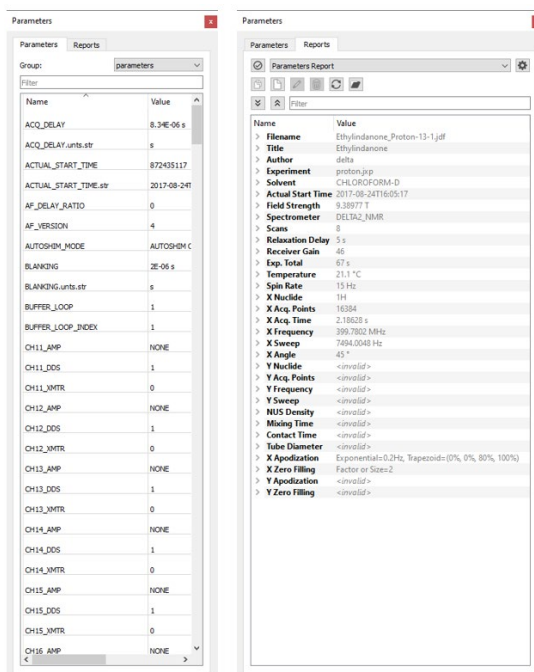 Parameters
x
Parameters Reports
Group: parameters
Filter
Name Value
ACQ_DELAY 8.34E-06 s
ACQ_DELAY.unts.str s
ACTUAL_START_TIME 872435117
ACTUAL_START_TIME.str 2017-08-24T
AF_DELAY_RATIO 0
AF_VERSION 4
AUTOSHIM_MODE AUTOSHIM C
BLANKING 2E-06 s
BLANKING.unts.str s
BUFFER_LOOP 1
BUFFER_LOOP_INDEX 1
CH11_AMP NONE
CH11_DDS 1
CH11_XMTR 0
CH12_AMP NONE
CH12_DDS 1
CH12_XMTR 0
CH13_AMP NONE
CH13_DDS 1
CH13_XMTR 0
CH14_AMP NONE
CH14_DDS 1
CH14_XMTR 0
CH15_AMP NONE
CH15_DDS 1
CH15_XMTR 0
CH16_AMP NONE
Parameters
Parameters Reports
Parameters Report
Filter
Name Value
Filename Ethylindanone_Proton-13-1.jdf
Title Ethylindanone
Author delta
Experiment proton.jxp
Solvent CHLOROFORM-D
Actual Start Time 2017-08-24T16:05:17
Field Strength 9.38977 T
Spectrometer DELTA2_NMR
Scans 8
Relaxation Delay 5 s
Receiver Gain 46
Exp. Total 67 s
Temperature 21.1 °C
Spin Rate 15 Hz
X Nuclide 1H
X Acq. Points 16384
X Acq. Time 2.18628 s
X Frequency 399.7802 MHz
X Sweep 7494.0048 Hz
X Angle 45 °
Y Nuclide <invalid>
Y Acq. Points <invalid>
Y Frequency <invalid>
Y Sweep <invalid>
NUS Density <invalid>
Mixing Time <invalid>
Contact Time <invalid>
Tube Diameter <invalid>
X Apodization Exponential=0.2Hz, Trapezoid=(0%, 0%, 80%, 100%)
X Zero Filling Factor or Size=2
Y Apodization <invalid>
Y Zero Filling <invalid>